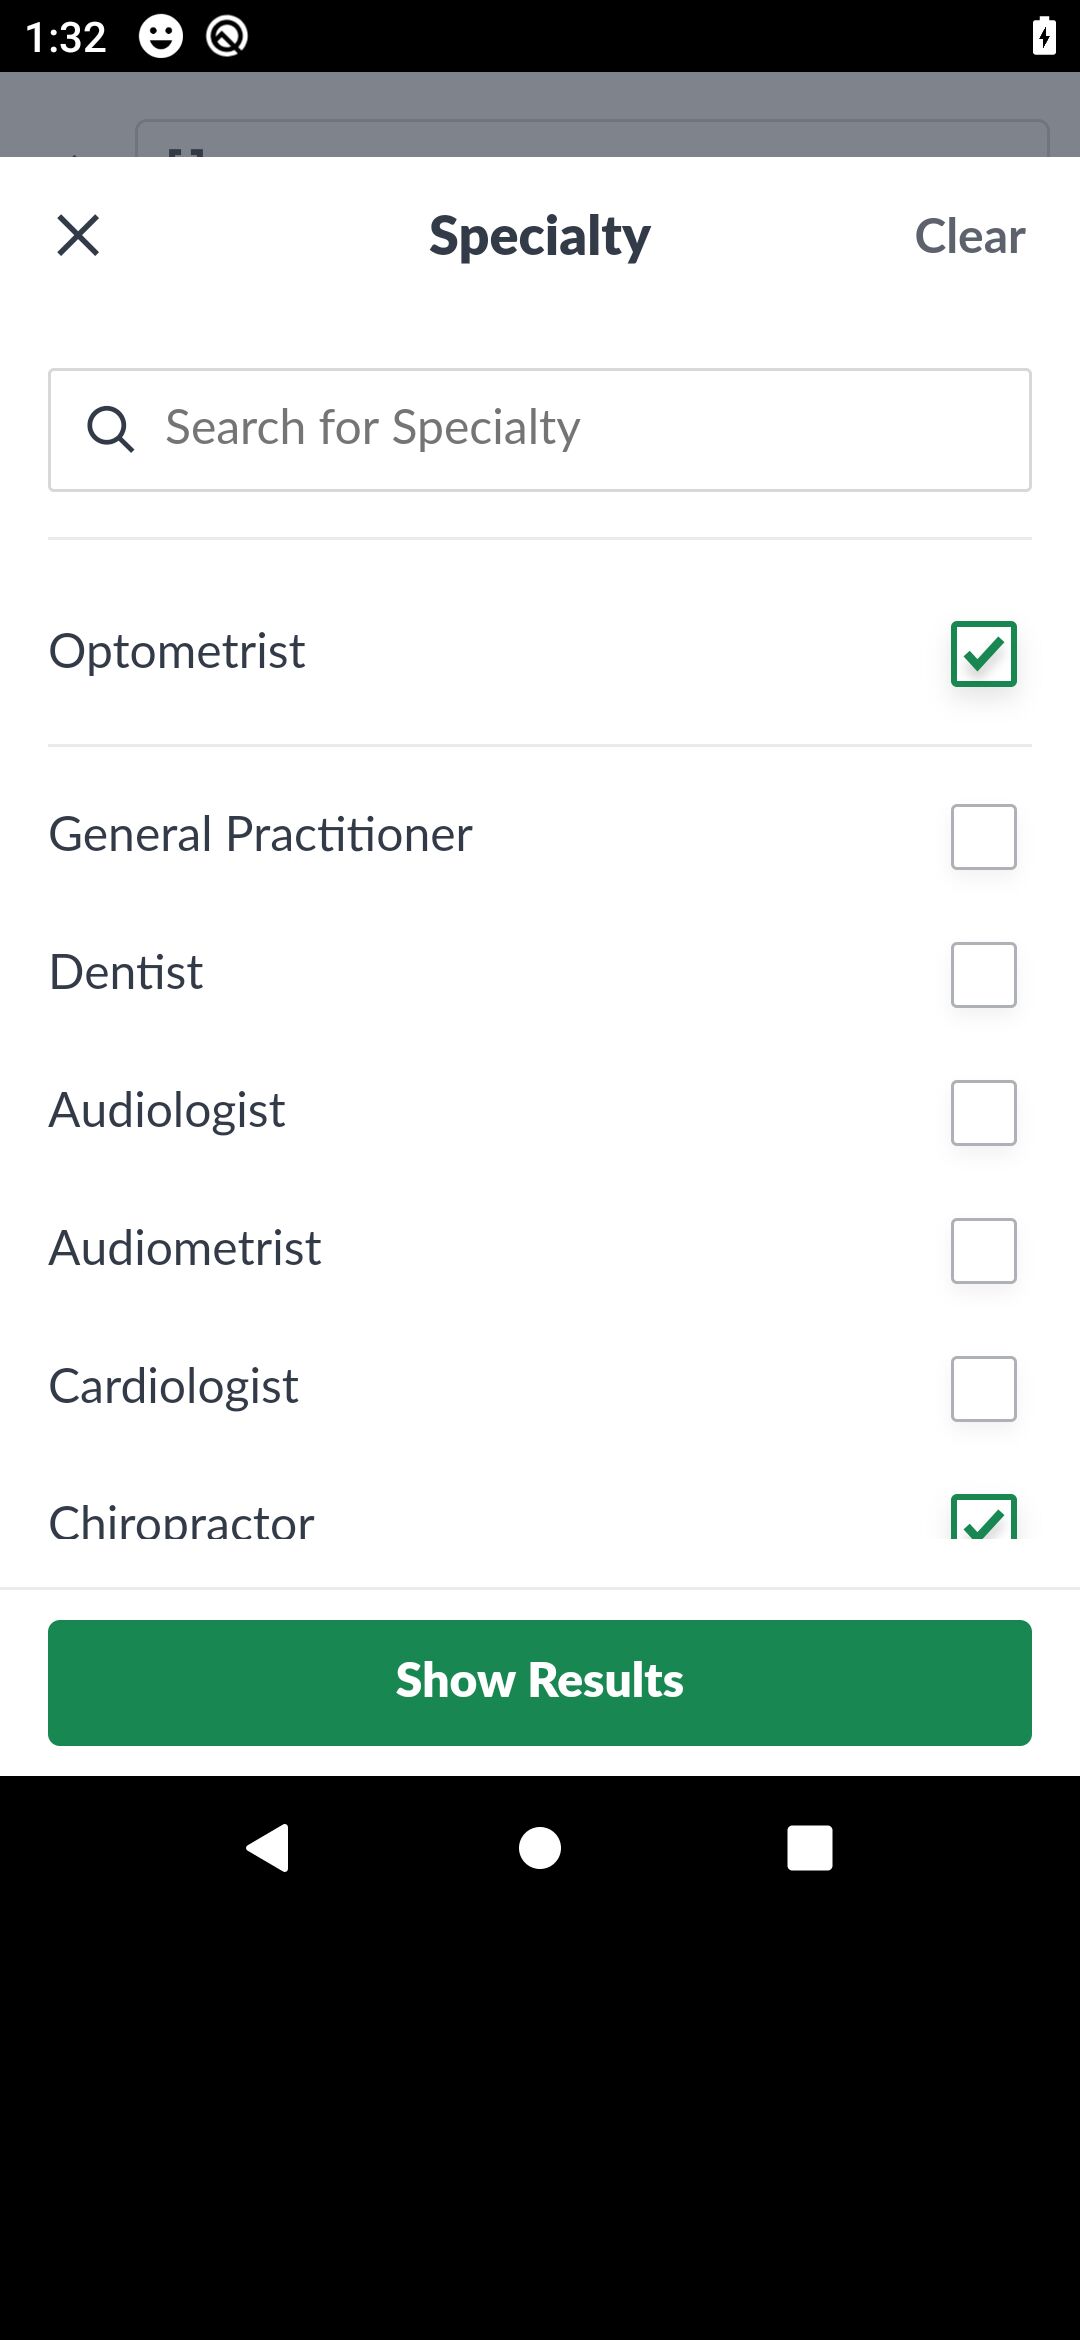 1:32
Specialty
Clear
Search for Specialty
Optometrist
General Practitioner
Dentist
Audiologist
Audiometrist
Cardiologist
Chiropractor
Show Results